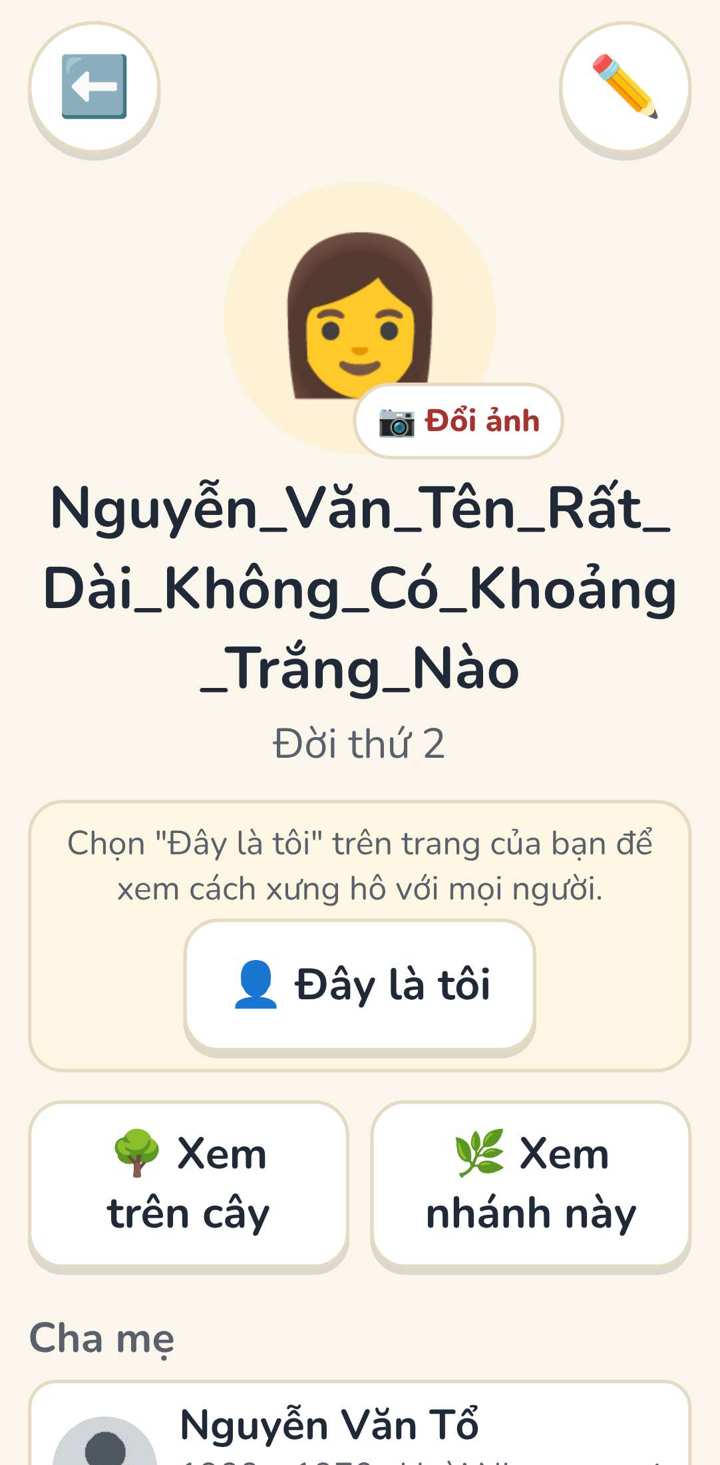 Đổi ảnh
Nguyễn_Văn_Tên_Rất_
Dài_Không_Có_Khoảng
_Trắng_Nào
Đời thứ 2
Chọn "Đây là tôi" trên trang của bạn để
xem cách xưng hô với mọi người.
Đây là tôi
Xem
trên cây
Xem
nhánh này
Cha mẹ
Nguyễn Văn Tổ